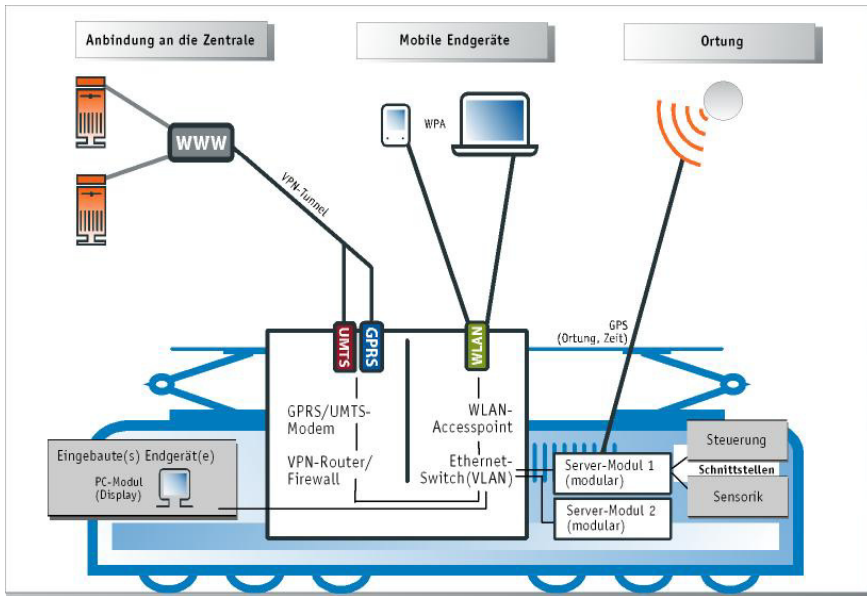 Anbindung an die Zentrale
Mobile Endgeräte
Ortung
WWW
VPN-Tunnel
WPA
GPS
(Ortung, Zeit)
UMTS
GPRS
WLAN
GPRS/UMTS-
Modem
VPN-Router/
Firewall
WLAN-
Accesspoint
Ethernet-
Switch(VLAN)
Eingebaute(s) Endgerät(e)
PC-Modul
(Display)
Server-Modul 1
(modular)
Server-Modul 2
(modular)
Steuerung
Schnittstellen
Sensorik